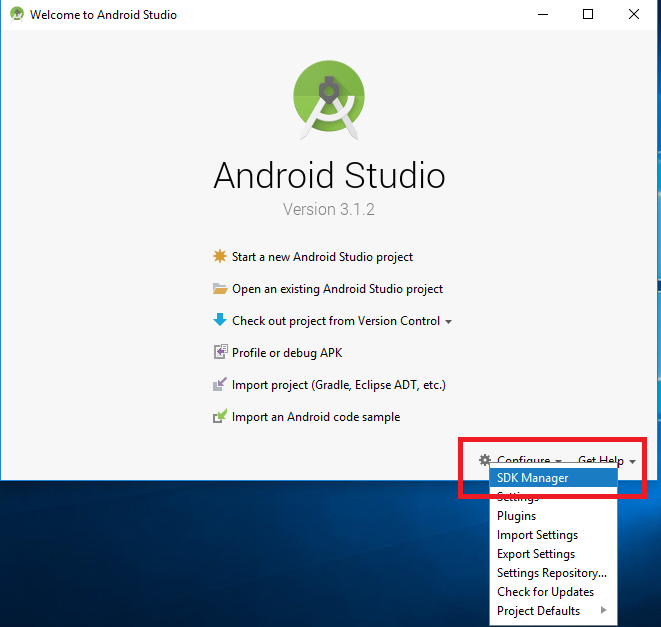 Welcome to Android Studio
Android Studio
Version 3.1.2
Start a new Android Studio project
Open an existing Android Studio project
Check out project from Version Control
Profile or debug APK
Import project (Gradle, Eclipse ADT, etc.)
Import an Android code sample
Configure Get Help
SDK Manager
Settings
Plugins
Import Settings
Export Settings
Settings Repository...
Check for Updates
Project Defaults